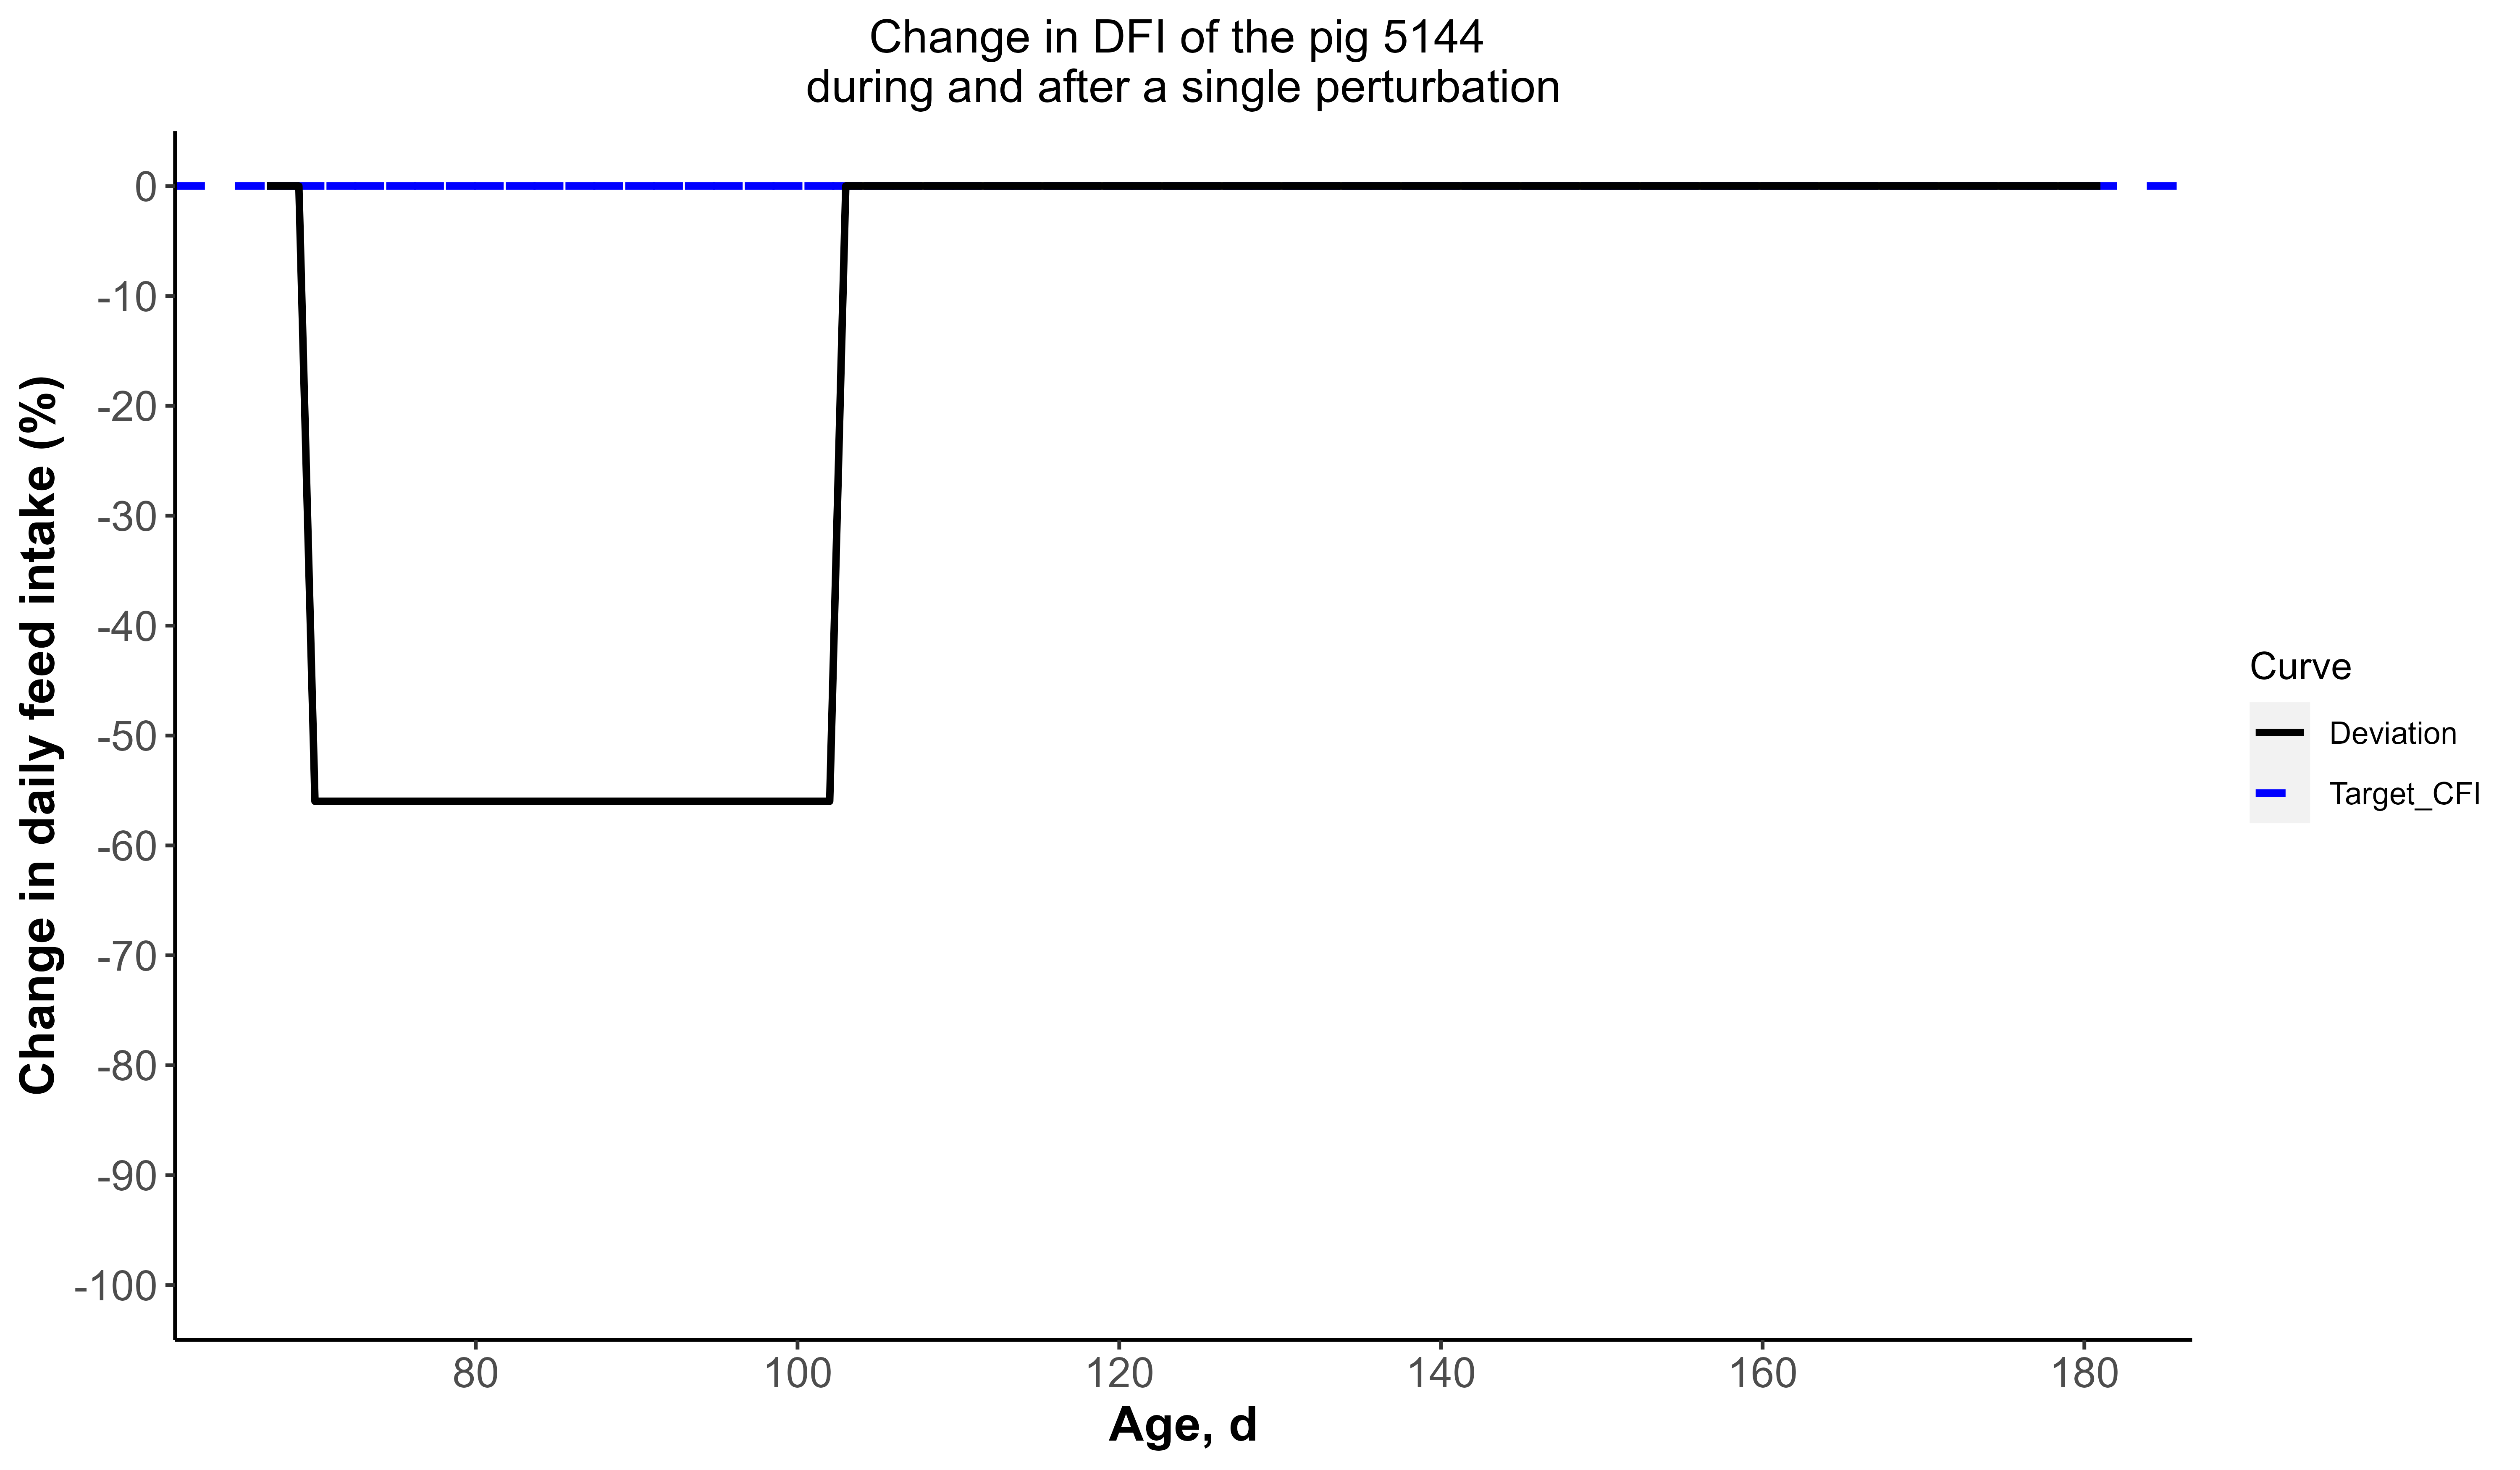 Change in DFI of the pig 5144
during and after a single perturbation
Change in daily feed intake (%)
0
-10
-20
-30
-40
-50
-60
-70
-80
-90
-100
80
100
120
140
160
180
Age, d
Curve
Deviation
Target_CFI